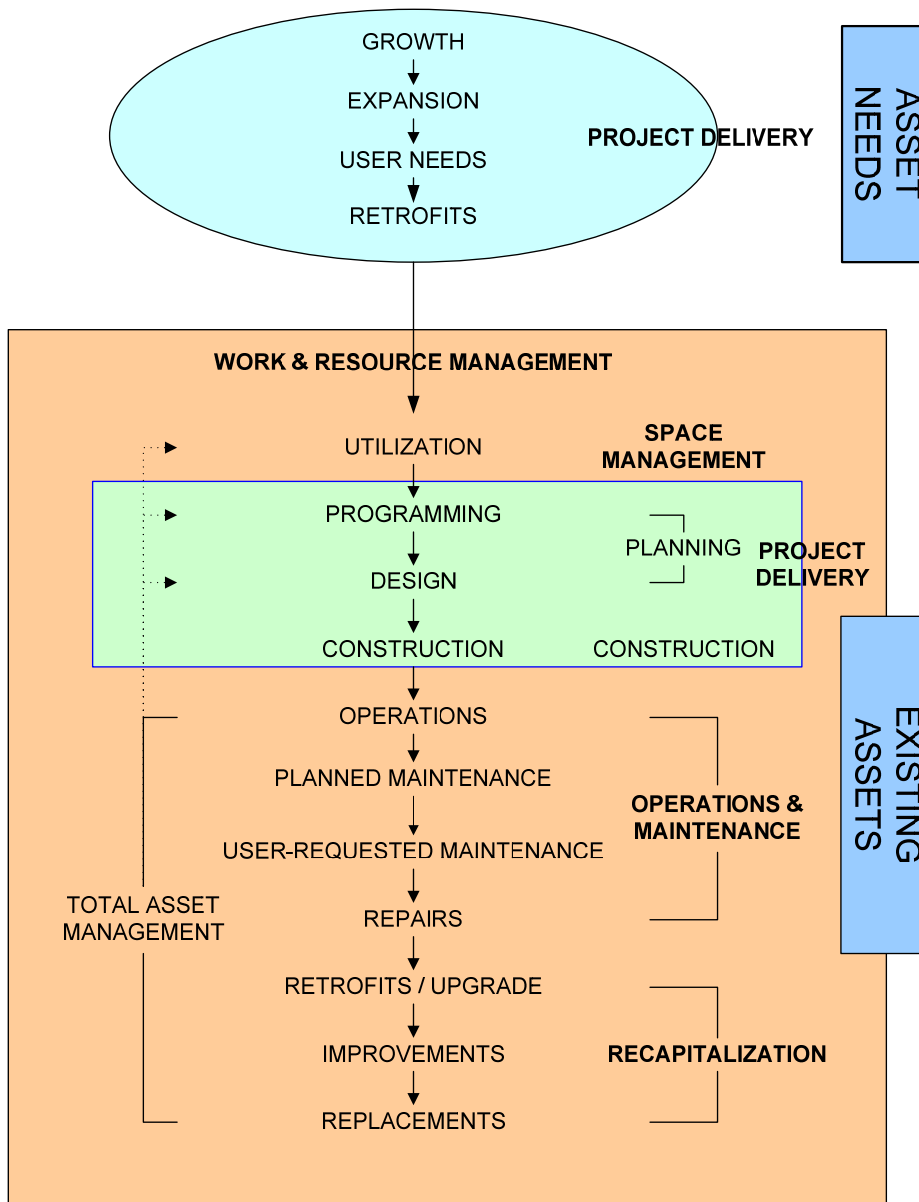 GROWTH
EXPANSION
USER NEEDS
RETROFITS
PROJECT DELIVERY
ASSET
NEEDS
WORK & RESOURCE MANAGEMENT
UTILIZATION
SPACE
MANAGEMENT
PROGRAMMING
PLANNING
PROJECT
DELIVERY
DESIGN
CONSTRUCTION
CONSTRUCTION
OPERATIONS
PLANNED MAINTENANCE
OPERATIONS &
MAINTENANCE
USER-REQUESTED MAINTENANCE
EXISTING
ASSETS
TOTAL ASSET
MANAGEMENT
REPAIRS
RETROFITS / UPGRADE
IMPROVEMENTS
RECAPITALIZATION
REPLACEMENTS